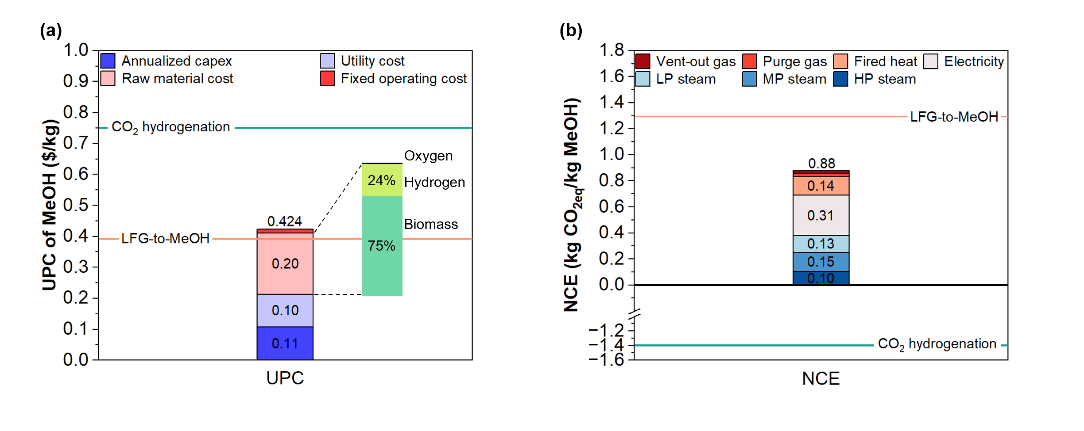 (a)
1.0
0.9
0.8
0.7
0.6
0.5
0.4
0.3
0.2
0.1
0.0
UPC of MeOH ($/kg)
Annualized capex
Utility cost
Raw material cost
Fixed operating cost
CO2 hydrogenation
LFG-to-MeOH
0.424
0.20
0.10
0.11
Oxygen
24%
Hydrogen
Biomass
75%
UPC
(b)
1.8
1.6
1.4
1.2
1.0
0.8
0.6
0.4
0.2
0.0
−1.2
−1.4
−1.6
NCE (kg CO2eq/kg MeOH)
Vent-out gas
Purge gas
Fired heat
Electricity
LP steam
MP steam
HP steam
LFG-to-MeOH
0.88
0.14
0.31
0.13
0.15
0.10
CO2 hydrogenation
NCE